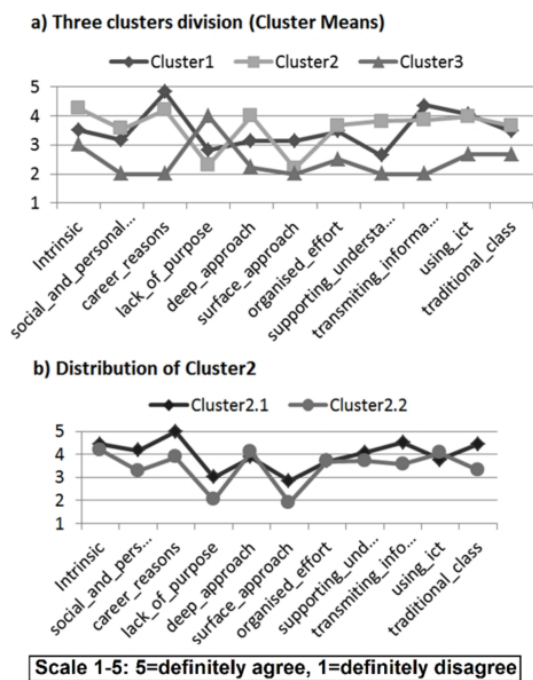 a) Three clusters division (Cluster Means)
Cluster1 Cluster2 Cluster3
5
4
3
2
1
Intrinsic
social_and_personal...
career_reasons
lack_of_purpose
deep_approach
surface_approach
organised_effort
supporting_understa...
transmiting_informa...
using_ict
traditional_class
b) Distribution of Cluster2
Cluster2.1 Cluster2.2
5
4
3
2
1
Intrinsic
social_and_pers...
career_reasons
lack_of_purpose
deep_approach
surface_approach
organised_effort
supporting_und...
transmiting_info...
using_ict
traditional_class
Scale 1-5: 5=definitely agree, 1=definitely disagree